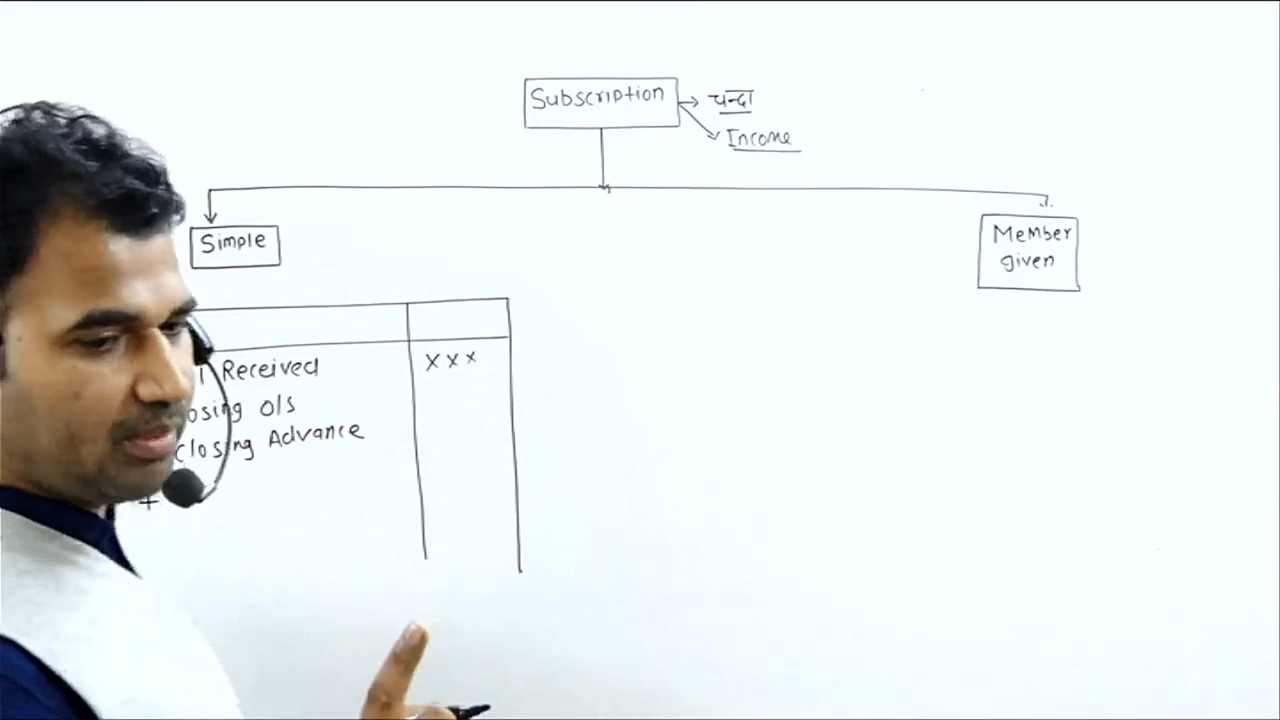 Subscription
चन्दा
Income
Simple
Member
given
Received
xxx
osing O/s
closing Advance
+